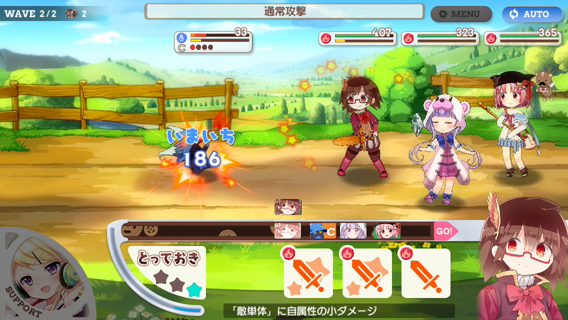 WAVE 2/2
2
通常攻撃
MENU
AUTO
33
C
407
323
365
いまいち
186
C
GO!
とっておき
SUPPORT
「敵単体」に自属性の小ダメージ